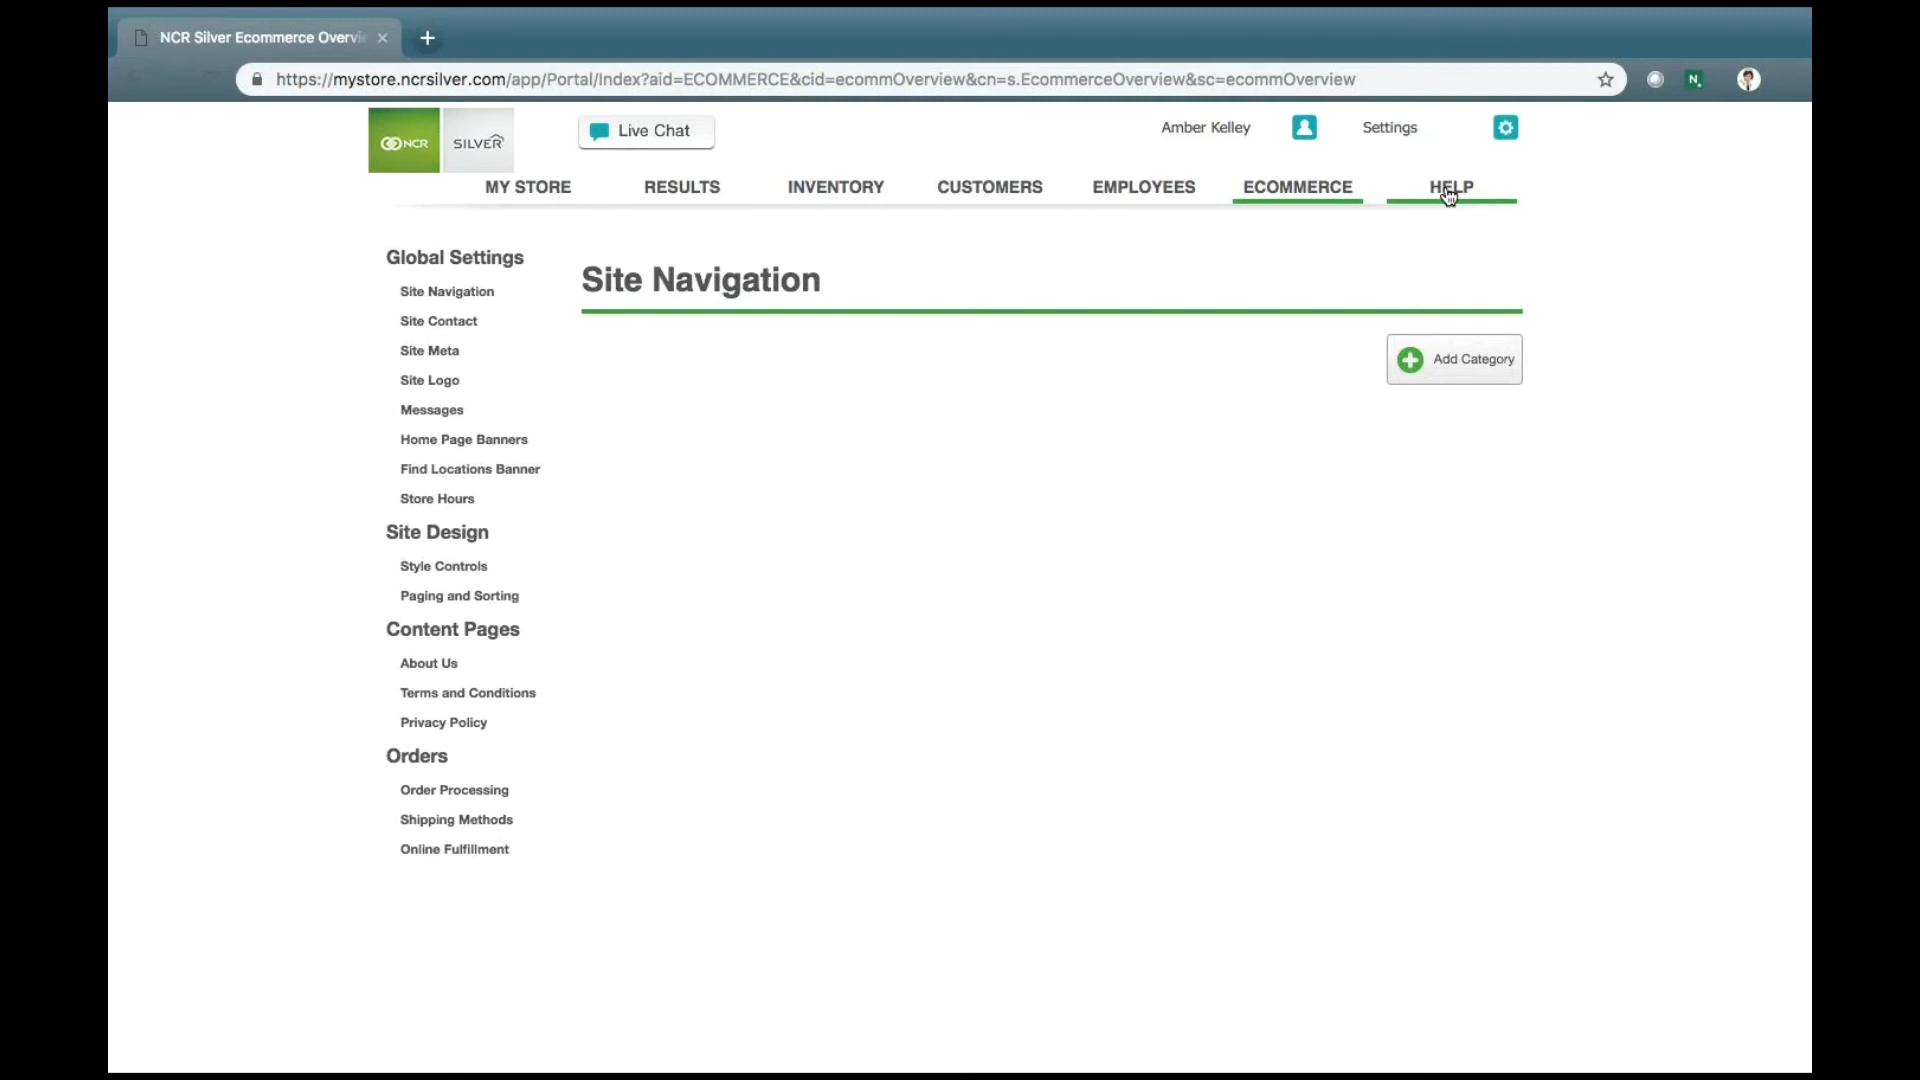 NCR Silver Ecommerce Overvi
https://mystore.ncrsilver.com/app/Portal/Index?aid=ECOMMERCE&cid=ecommOverview&cn=s.EcommerceOverview&sc=ecommOverview
N.
NCR SILVER
Live Chat
Amber Kelley
Settings
MY STORE RESULTS INVENTORY CUSTOMERS EMPLOYEES ECOMMERCE HELP
Global Settings
Site Navigation
Site Contact
Site Meta
Site Logo
Messages
Home Page Banners
Find Locations Banner
Store Hours
Site Design
Style Controls
Paging and Sorting
Content Pages
About Us
Terms and Conditions
Privacy Policy
Orders
Order Processing
Shipping Methods
Online Fulfillment
Site Navigation
Add Category